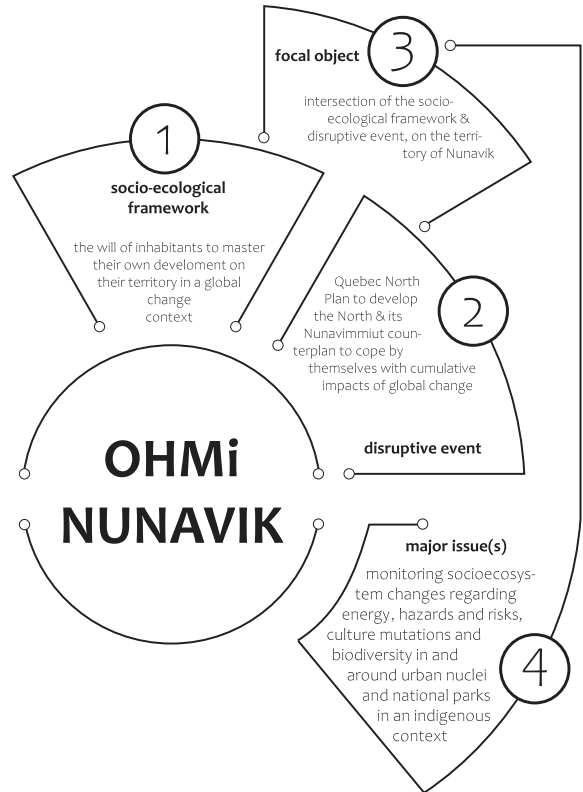 OHMi
NUNAVIK
1
socio-ecological
framework
the will of inhabitants to master
their own develoment on
their territory in a global
change
context
2
Quebec North
Plan to develop
the North & its
Nunavimmiut coun-
terplan to cope by
themselves with cumulative
impacts of global change
disruptive event
3
focal object
intersection of the socio-
ecological framework &
disruptive event, on the terri-
tory of Nunavik
4
major issue(s)
monitoring socioecosys-
tem changes regarding
energy, hazards and risks,
culture mutations and
biodiversity in and
around urban nuclei
and national parks
in an indigenous
context